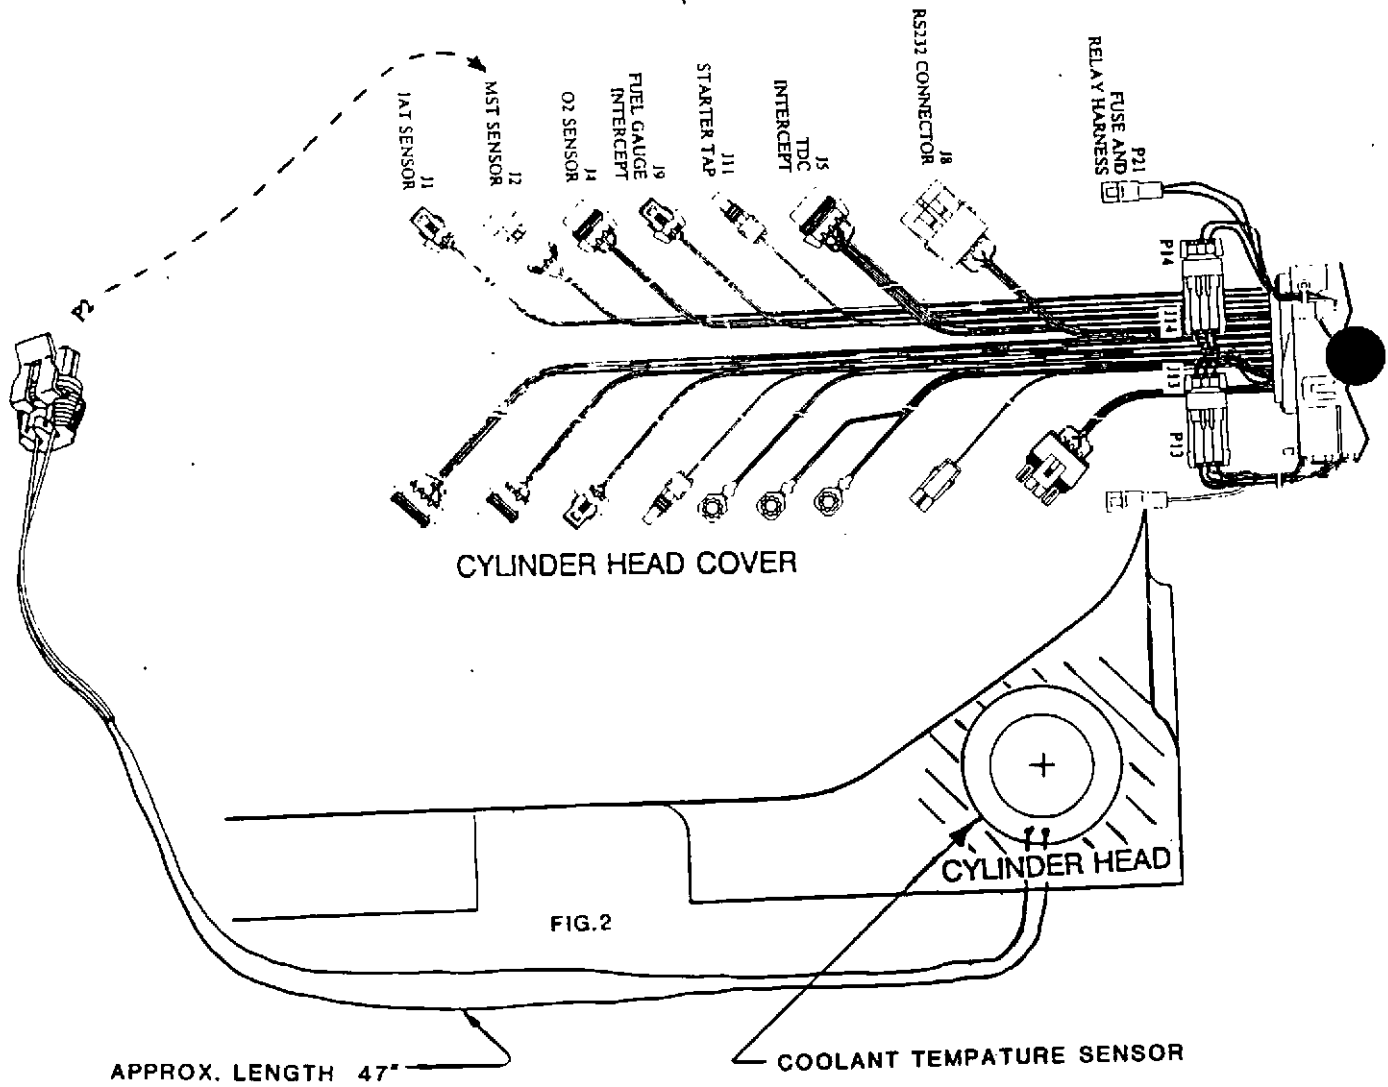 P21
FUSE AND
RELAY HARNESS
J8
RS232 CONNECTOR
J5
TDC
INTERCEPT
J11
STARTER TAP
J9
FUEL GAUGE
INTERCEPT
J4
O2 SENSOR
J2
MST SENSOR
J1
IAT SENSOR
P2
P14
J14
J13
P13
C
CYLINDER HEAD COVER
CYLINDER HEAD
FIG.2
APPROX. LENGTH 47"
COOLANT TEMPATURE SENSOR